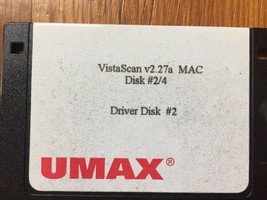 VistaScan v2.27a MAC
Disk #2/4
Driver Disk #2
UMAX®